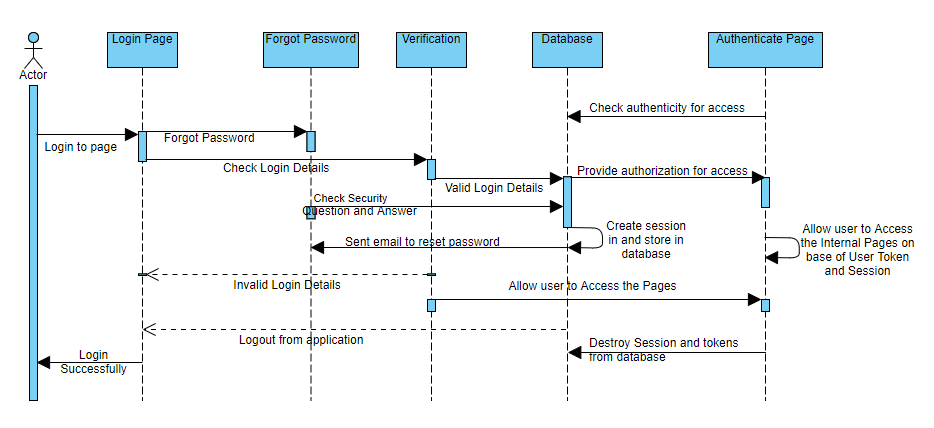 Login Page
Forgot Password
Verification
Database
Authenticate Page
Actor
Check authenticity for access
Login to page
Forgot Password
Check Login Details
Provide authorization for access
Valid Login Details
Check Security
Question and Answer
Create session
in and store in
database
Allow user to Access
the Internal Pages on
base of User Token
and Session
Sent email to reset password
Invalid Login Details
Allow user to Access the Pages
Logout from application
Destroy Session and tokens
from database
Login
Successfully